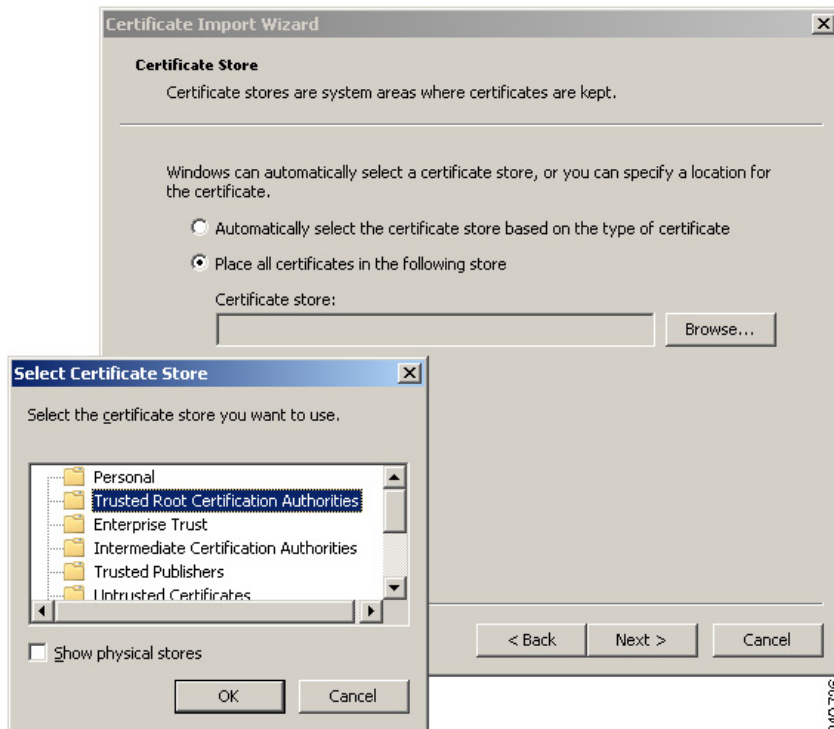 Certificate Import Wizard
Certificate Store
Certificate stores are system areas where certificates are kept.
Windows can automatically select a certificate store, or you can specify a location for
the certificate.
Automatically select the certificate store based on the type of certificate
Place all certificates in the following store
Certificate store:
Browse...
Select Certificate Store
Select the certificate store you want to use.
Personal
Trusted Root Certification Authorities
Enterprise Trust
Intermediate Certification Authorities
Trusted Publishers
Untrusted Certificates
Show physical stores
OK
Cancel
< Back
Next >
Cancel